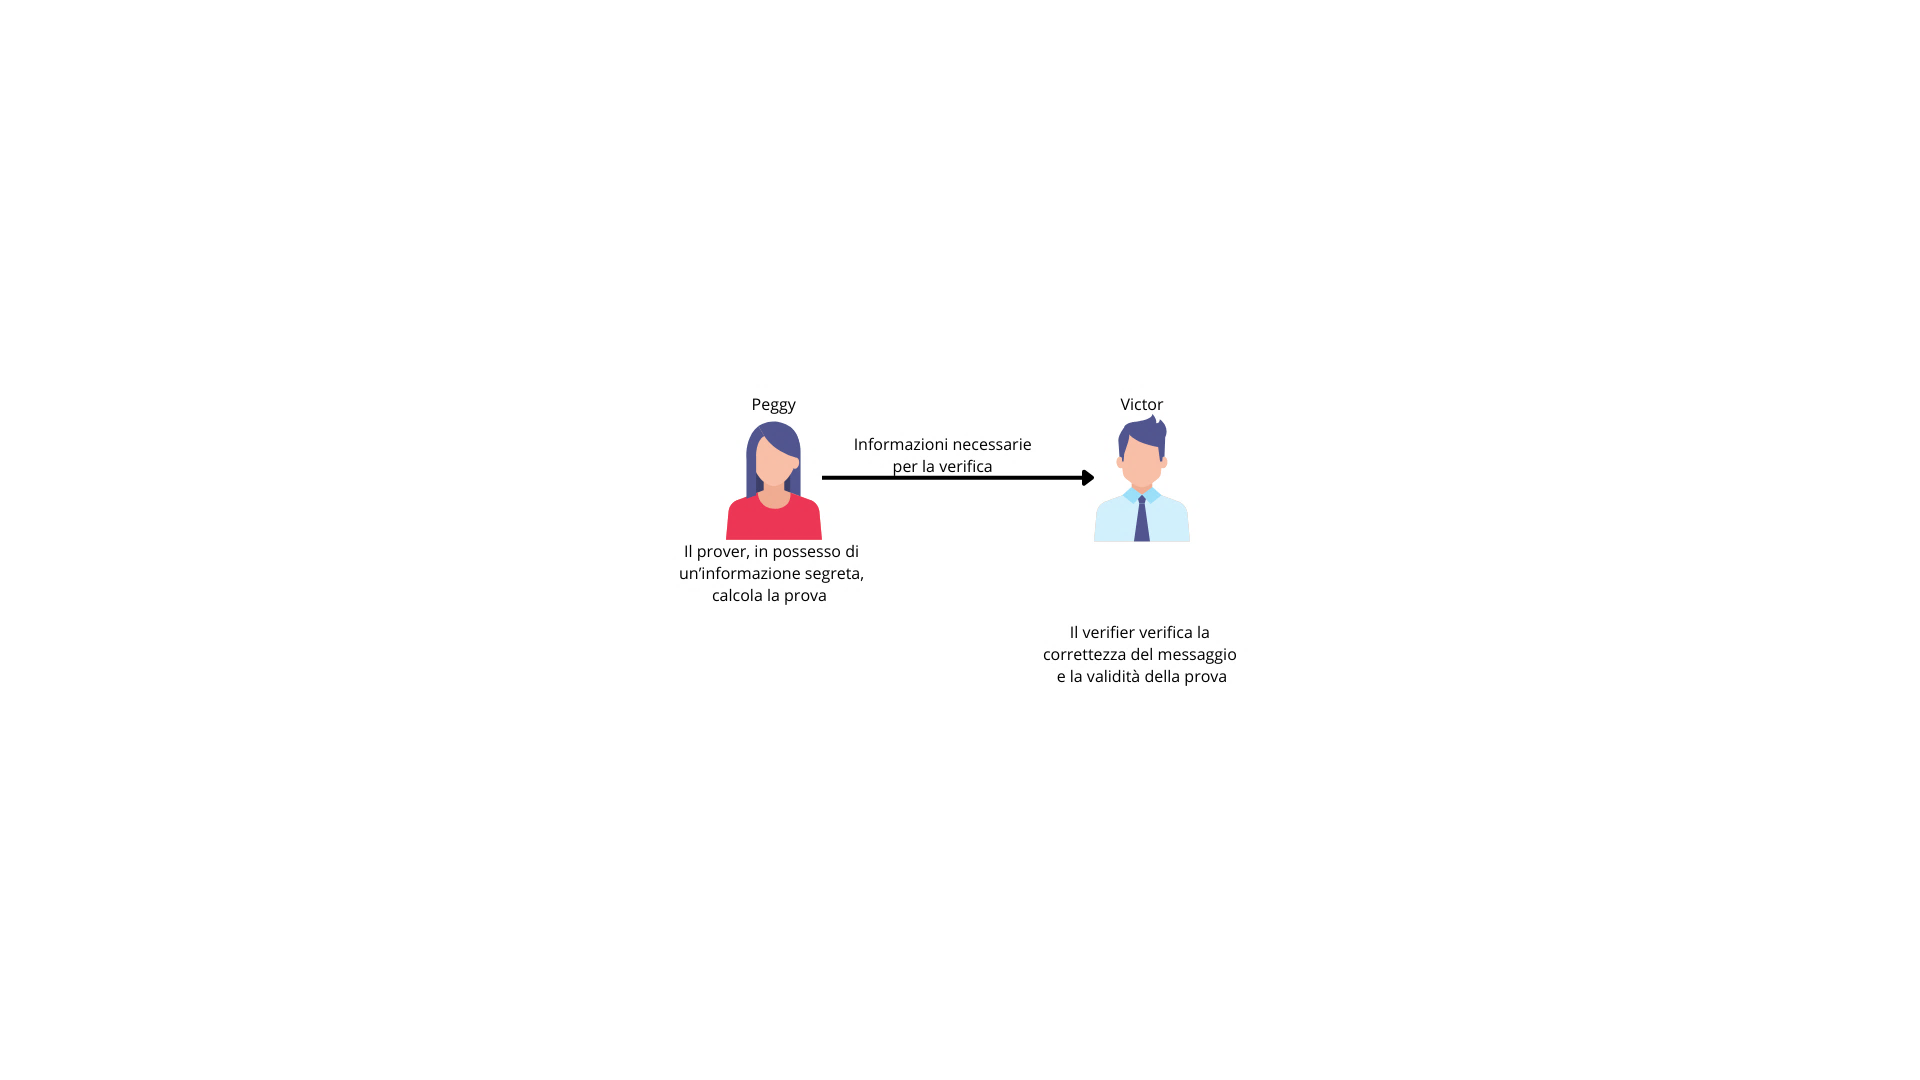 Peggy
Victor
Informazioni necessarie
per la verifica
Il prover, in possesso di
un’informazione segreta,
calcola la prova
Il verifier verifica la
correttezza del messaggio
e la validità della prova